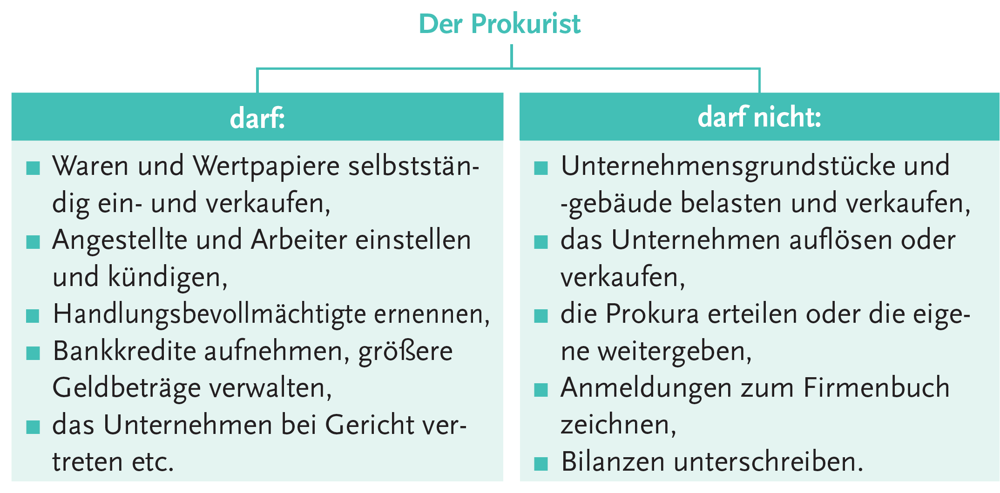 Der Prokurist
darf:
Waren und Wertpapiere selbststän-
dig ein- und verkaufen,
Angestellte und Arbeiter einstellen
und kündigen,
Handlungsbevollmächtigte ernennen,
Bankkredite aufnehmen, größere
Geldbeträge verwalten,
das Unternehmen bei Gericht ver-
treten etc.
darf nicht:
Unternehmensgrundstücke und
-gebäude belasten und verkaufen,
das Unternehmen auflösen oder
verkaufen,
die Prokura erteilen oder die eige-
ne weitergeben,
Anmeldungen zum Firmenbuch
zeichnen,
Bilanzen unterschreiben.